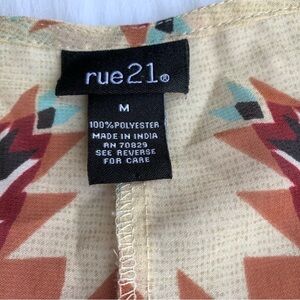 rue21®
M
100%POLYESTER
MADE IN INDIA
RN 70829
SEE REVERSE
FOR CARE